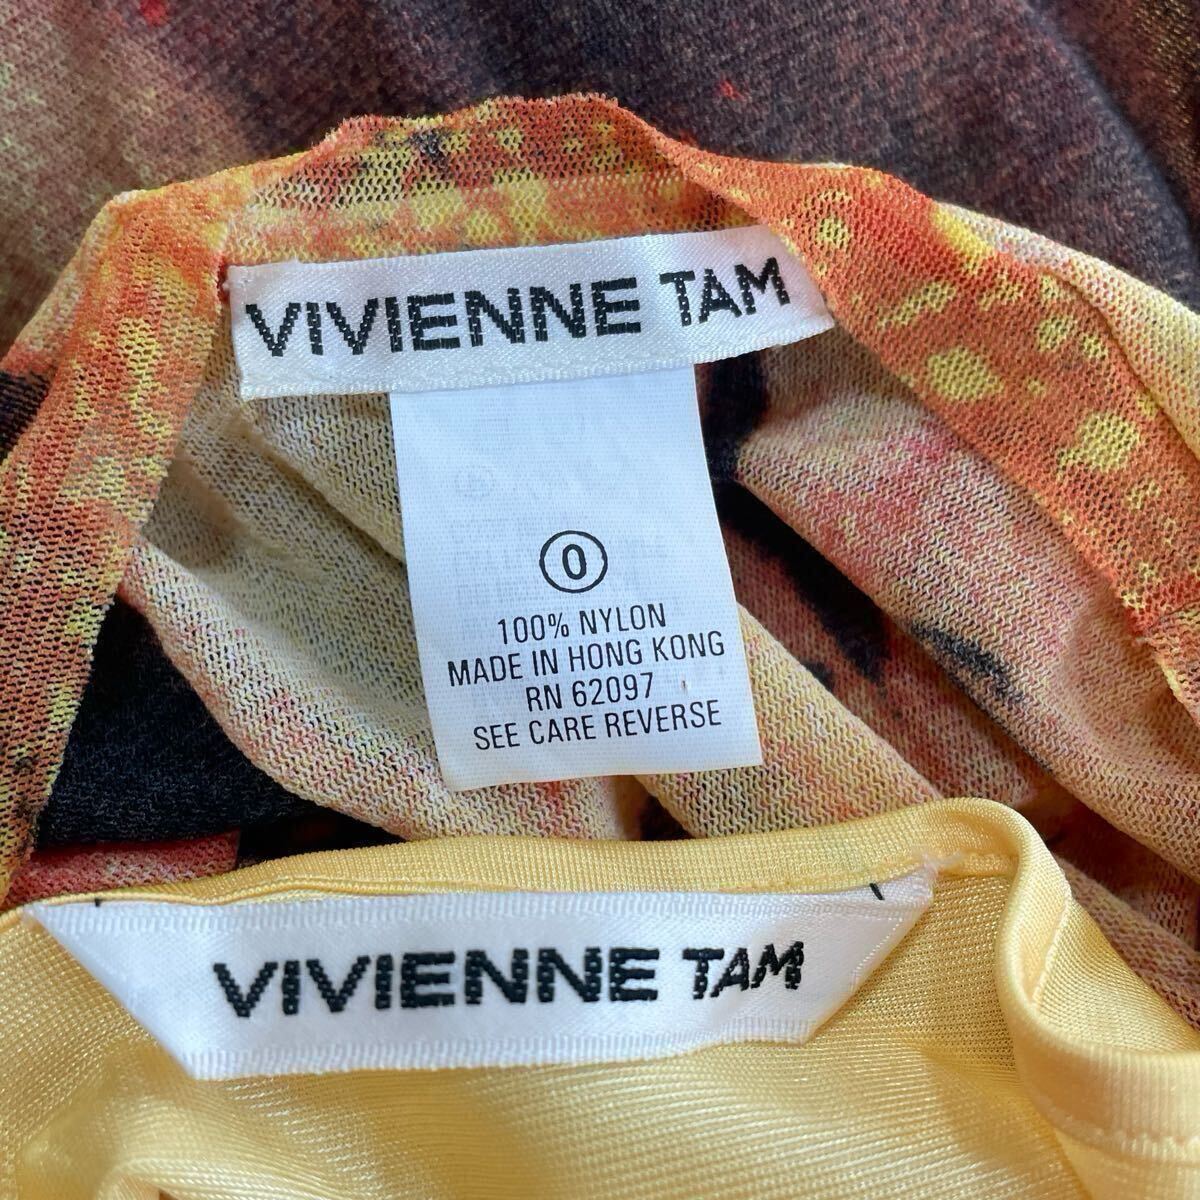 VIVIENNE TAM
0
100% NYLON
MADE IN HONG KONG
RN 62097
SEE CARE REVERSE
VIVIENNE TAM